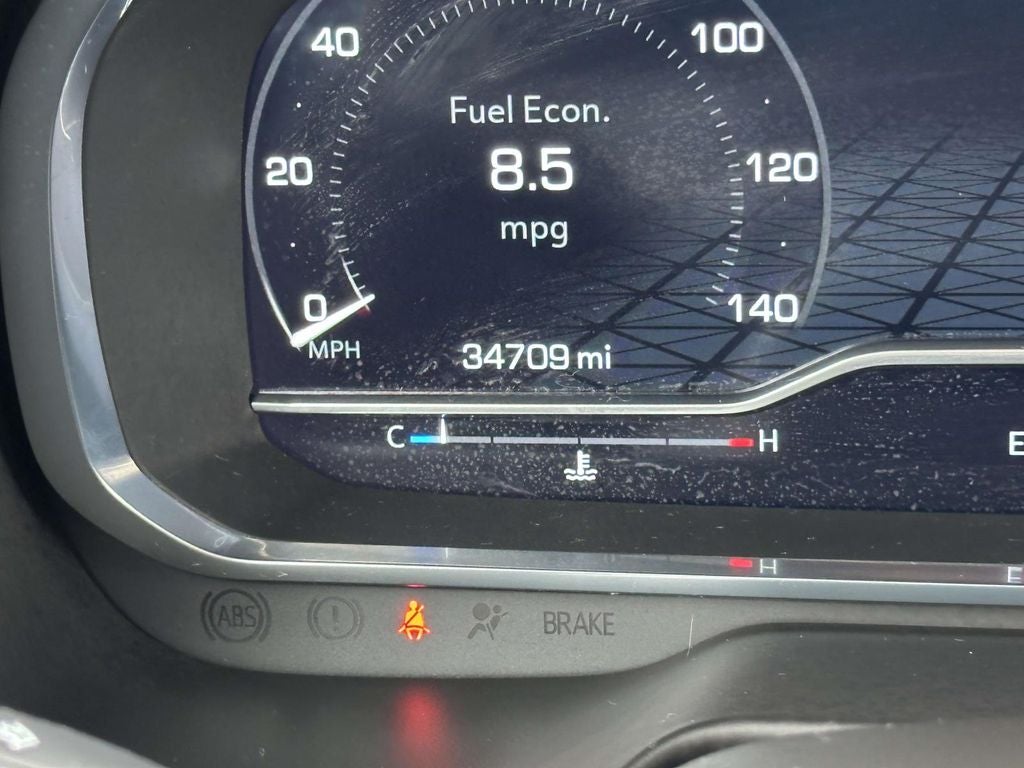 40
100
Fuel Econ.
20
8.5
120
mpg
0
140
MPH
34709 mi
C
H
E
H
E
ABS
!
BRAKE